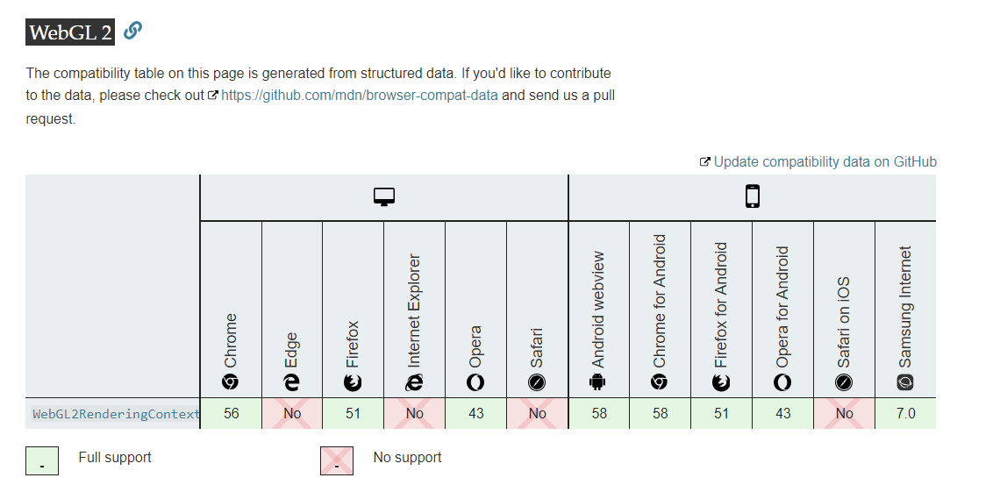 WebGL 2
The compatibility table on this page is generated from structured data. If you'd like to contribute
to the data, please check out https://github.com/mdn/browser-compat-data and send us a pull
request.
Update compatibility data on GitHub
Chrome
Edge
Firefox
Internet Explorer
Opera
Safari
Android webview
Chrome for Android
Firefox for Android
Opera for Android
Safari on iOS
Samsung Internet
WebGL2RenderingContext 56 No 51 No 43 No 58 58 51 43 No 7.0
- Full support - No support